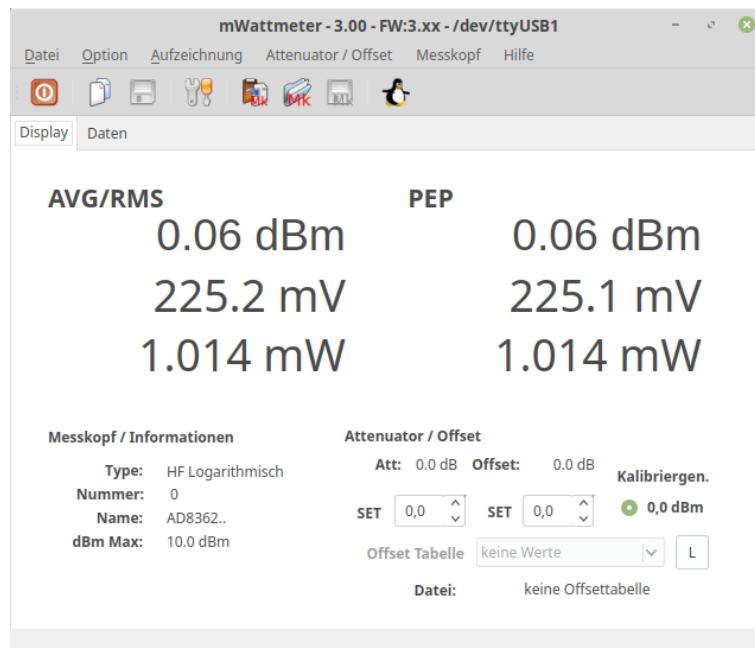 mWattmeter - 3.00 - FW:3.xx - /dev/ttyUSB1
Datei Option Aufzeichnung Attenuator / Offset Messkopf Hilfe
Mk MK Mk
Display Daten
AVG/RMS PEP
0.06 dBm 0.06 dBm
225.2 mV 225.1 mV
1.014 mW 1.014 mW
Messkopf / Informationen Attenuator / Offset
Att: 0.0 dB Offset: 0.0 dB Kalibriergen.
Type: HF Logarithmisch
Nummer: 0
SET 0,0 SET 0,0 0,0 dBm
Name: AD8362..
dBm Max: 10.0 dBm
Offset Tabelle keine Werte L
Datei: keine Offsettabelle